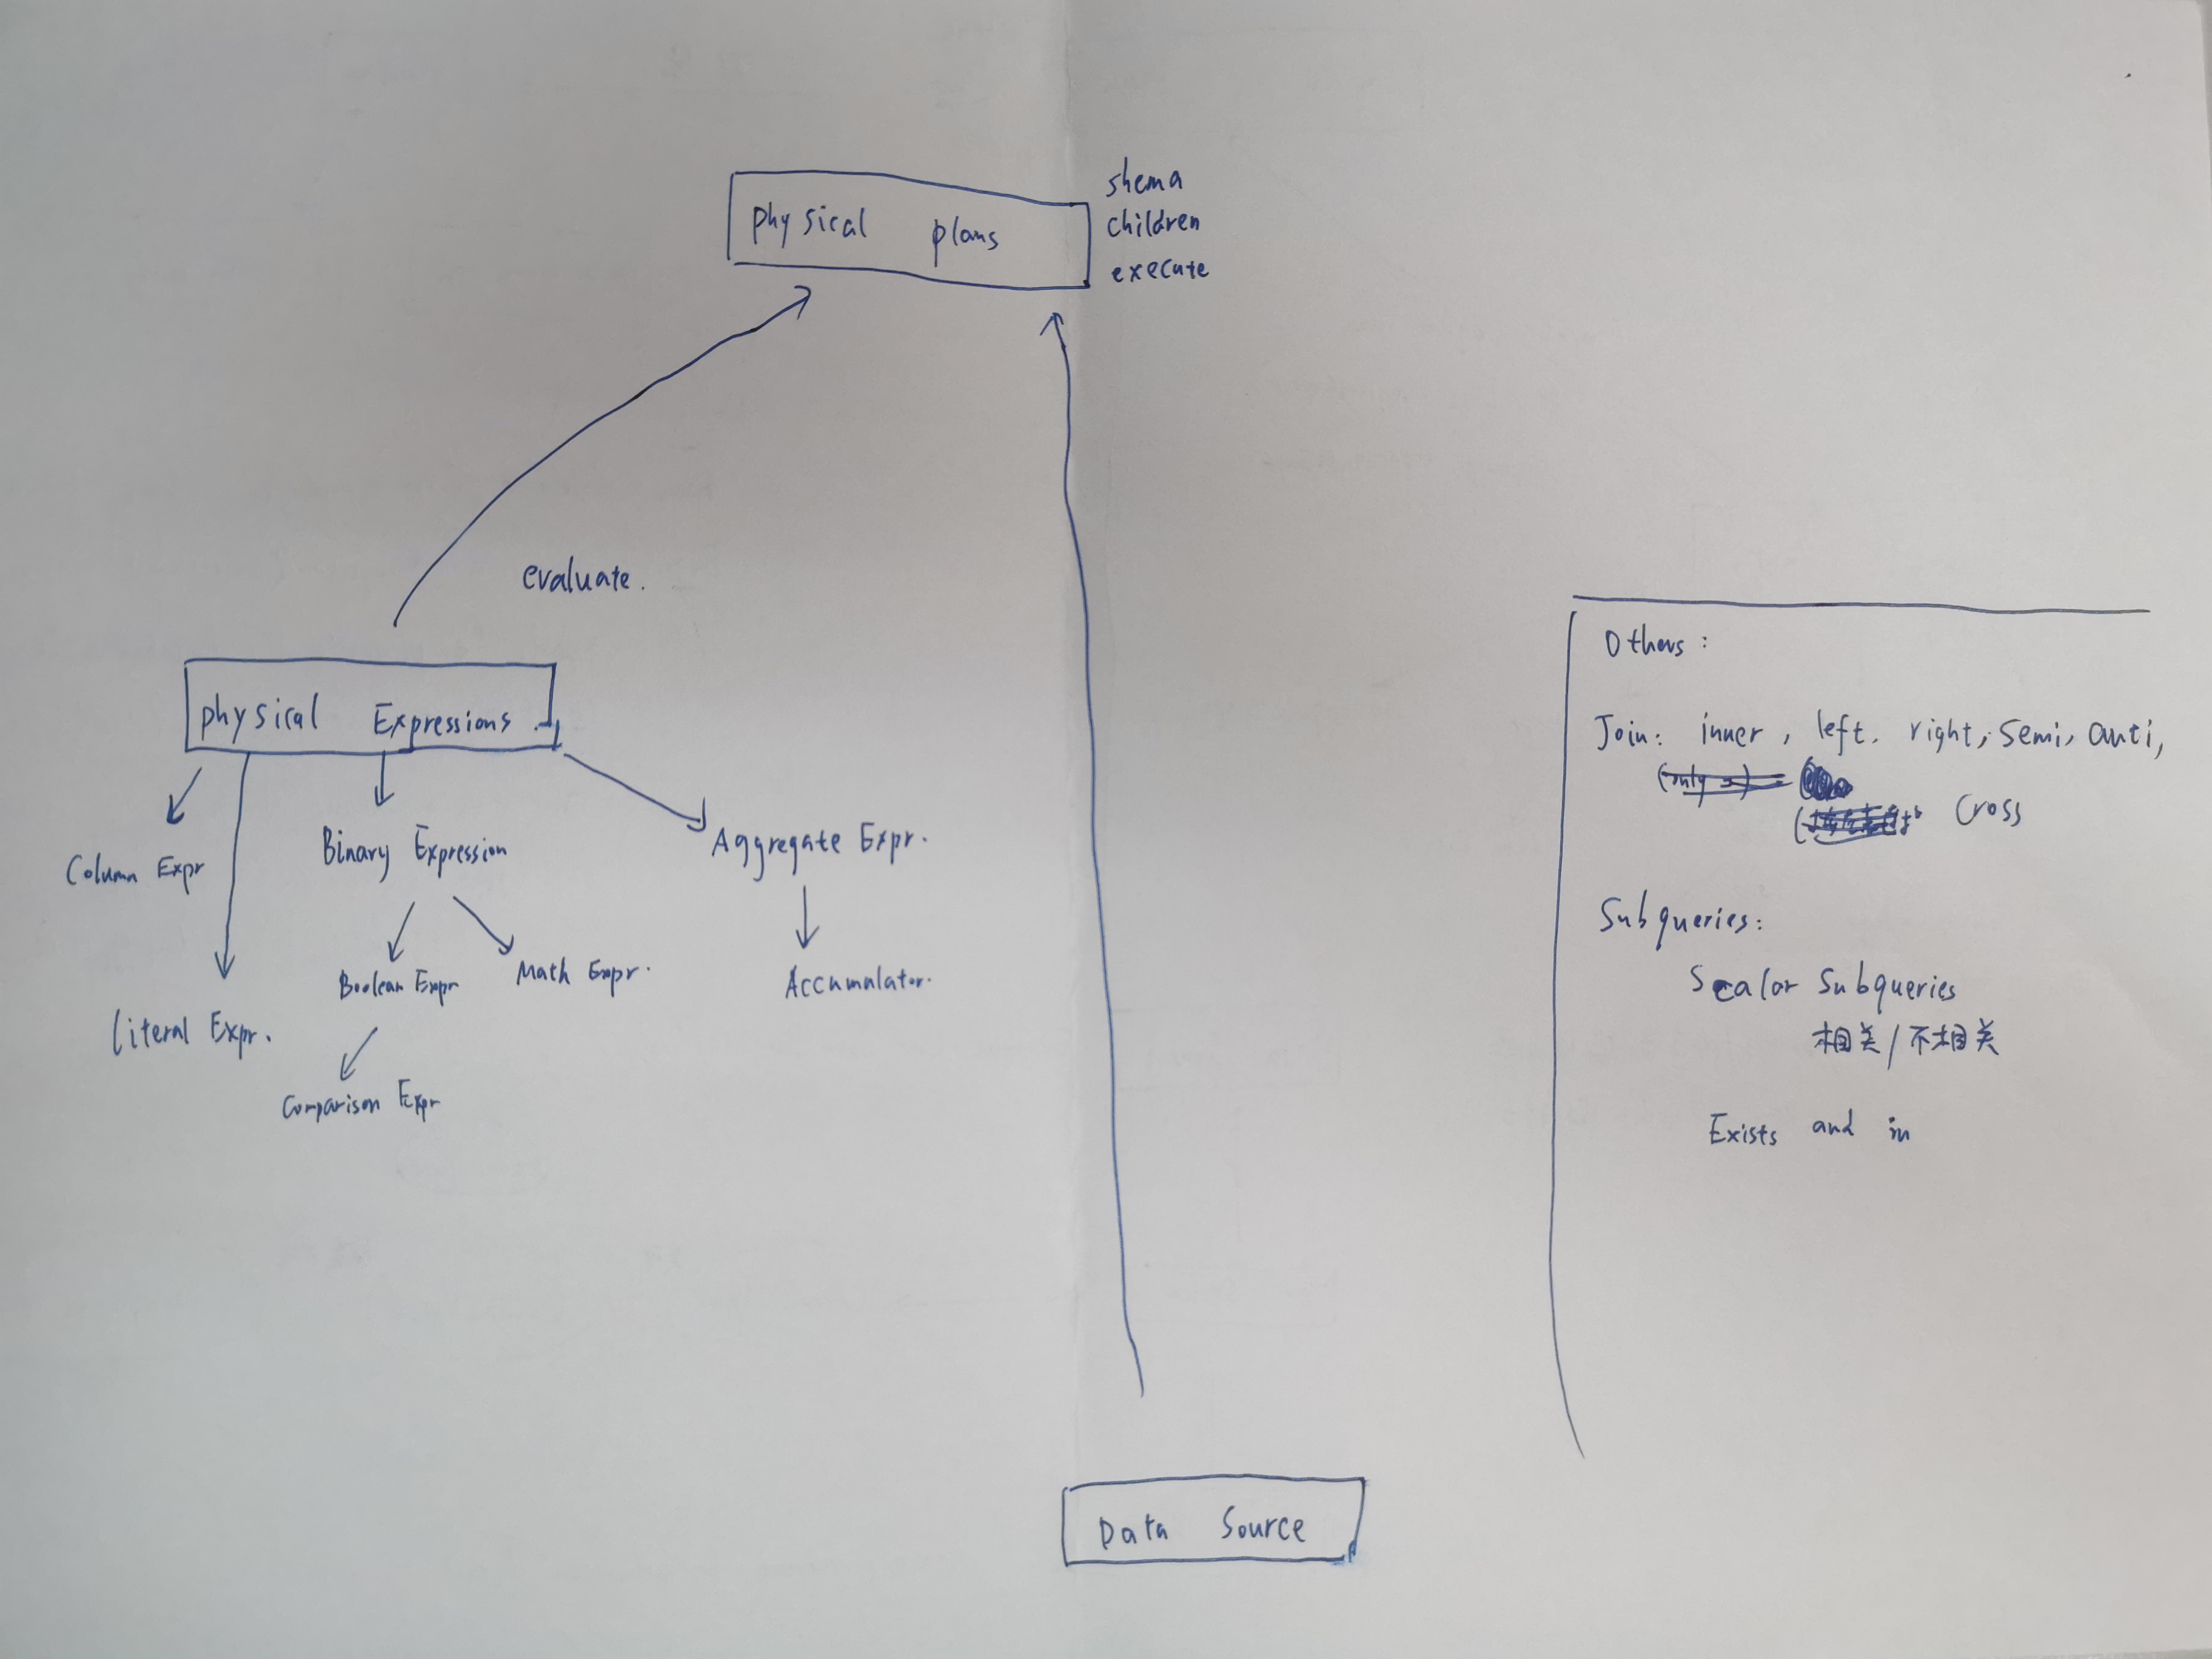 shema
physical plans
children
execute
evaluate.
physical Expressions
Column Expr
Literal Expr.
Binary Expression
Boolean Expr
Math Expr.
Comparison Expr
Aggregate Expr.
Accumulator.
Data Source
Others:
Join: inner, left. right, semi, anti,
(only =)
Cross
Subqueries:
Scalar Subqueries
相关/不相关
Exists and in